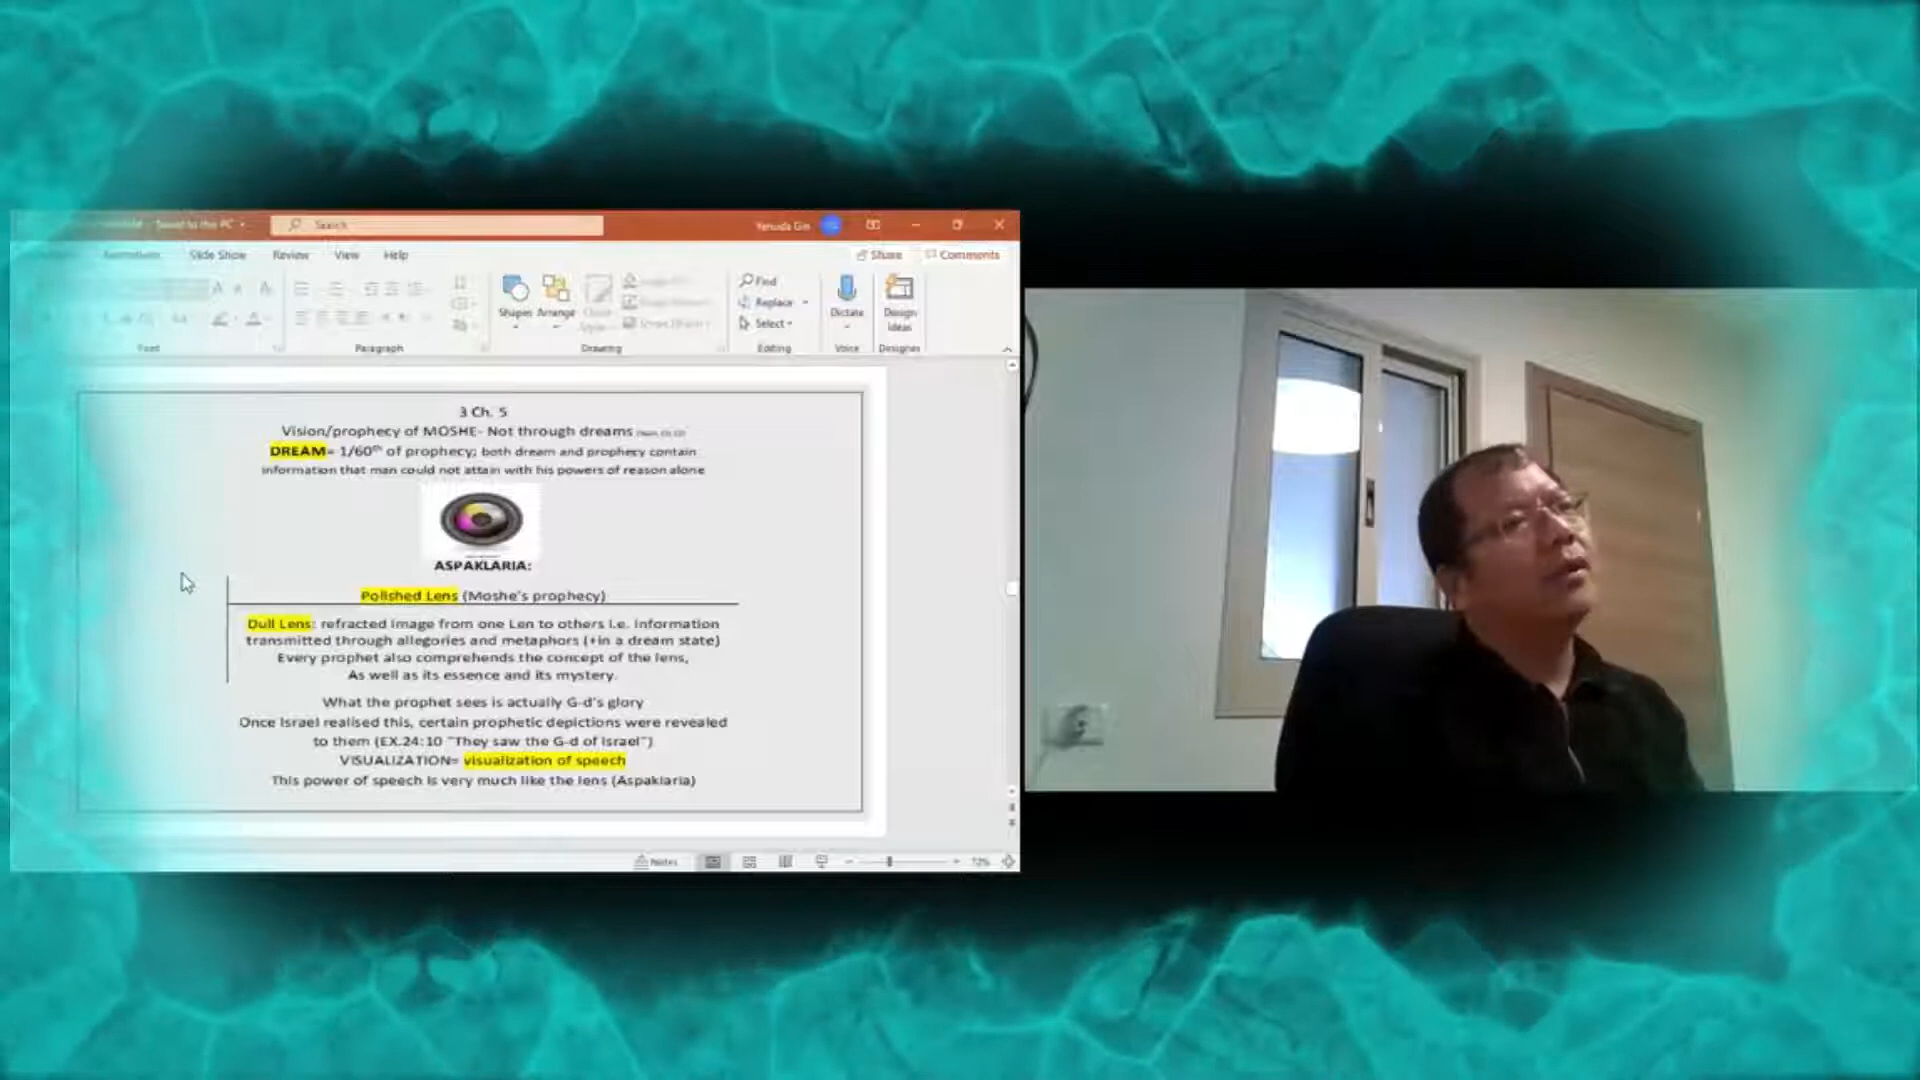 Saved to this PC
Search
Yehuda Gin
Slide Show
Review
View
Help
Share
Comments
Shapes
Arrange
Find
Replace
Select
Dictate
Design
Ideas
Font
Paragraph
Drawing
Editing
Voice
Designer
3 Ch. 5
Vision/prophecy of MOSHE- Not through dreams
DREAM= 1/60th of prophecy; both dream and prophecy contain
information that man could not attain with his powers of reason alone
ASPAKLARIA:
Polished Lens (Moshe's prophecy)
Dull Lens: refracted image from one Len to others i.e. information
transmitted through allegories and metaphors (+in a dream state)
Every prophet also comprehends the concept of the lens,
As well as its essence and its mystery.
What the prophet sees is actually G-d's glory
Once Israel realised this, certain prophetic depictions were revealed
to them (EX.24:10 "They saw the G-d of Israel")
VISUALIZATION= visualization of speech
This power of speech is very much like the lens (Aspaklaria)
Notes
72%